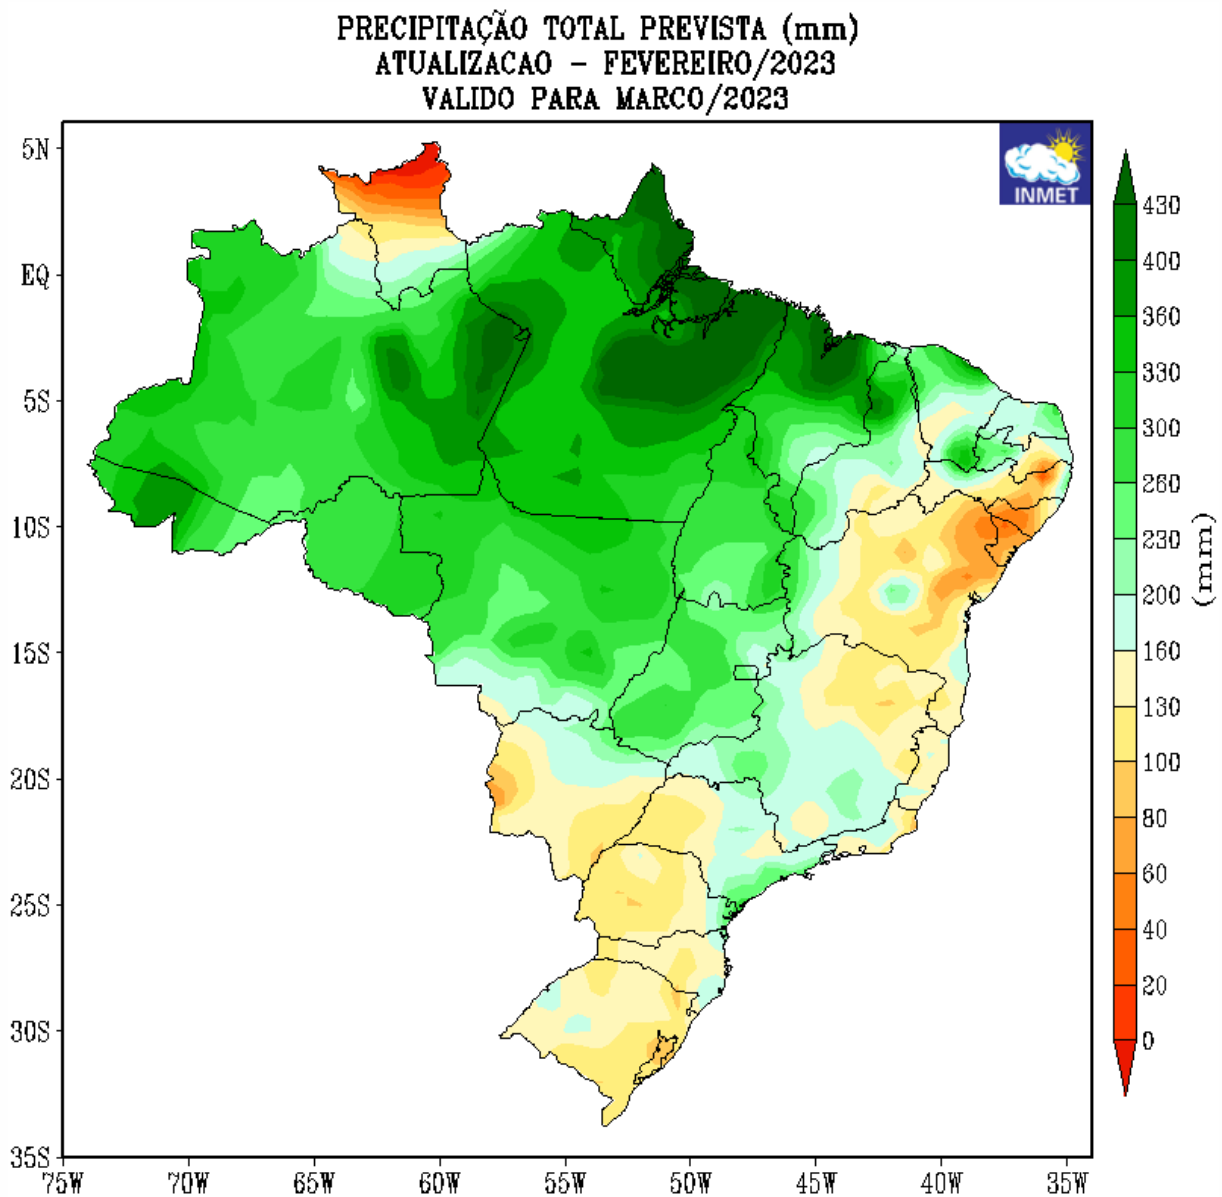 PRECIPITAÇÃO TOTAL PREVISTA (mm)
ATUALIZACAO – FEVEREIRO/2023
VALIDO PARA MARCO/2023
INMET
5N
EQ
5S
10S
15S
20S
25S
30S
35S
75W 70W 65W 60W 55W 50W 45W 40W 35W
430
400
360
330
300
260
230
200
160
130
100
80
60
40
20
0
(mm)